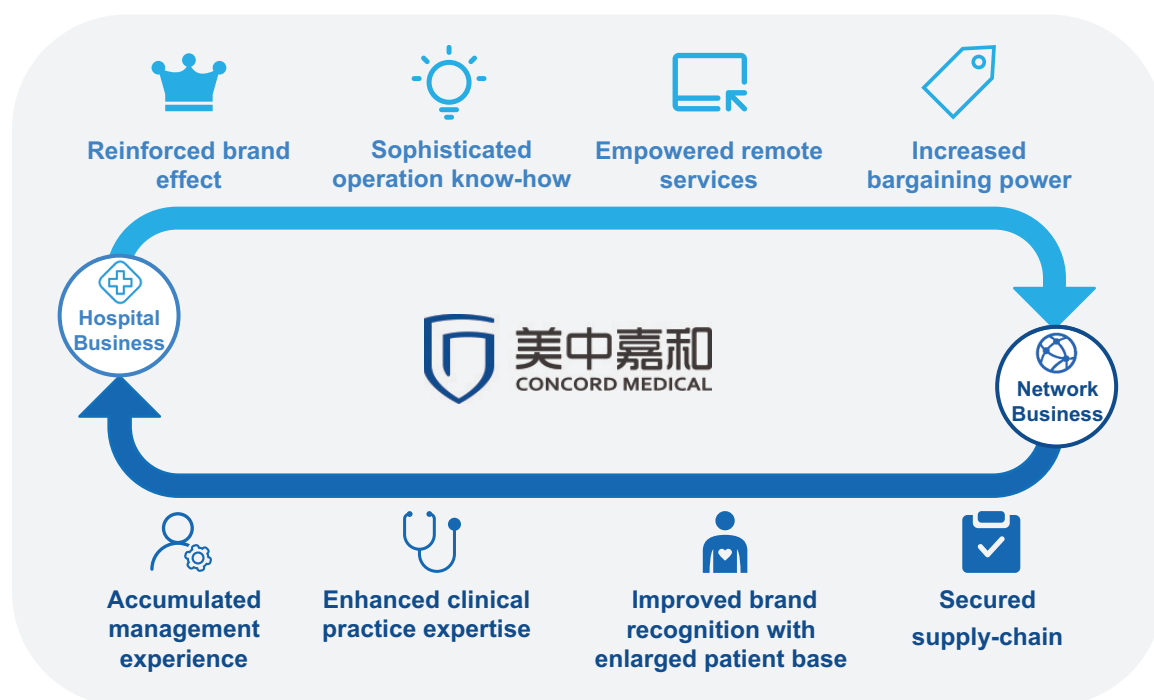 Reinforced brand
effect
Sophisticated
operation know-how
Empowered remote
services
Increased
bargaining power
Hospital
Business
美中嘉和
CONCORD MEDICAL
Network
Business
Accumulated
management
experience
Enhanced clinical
practice expertise
Improved brand
recognition with
enlarged patient base
Secured
supply-chain